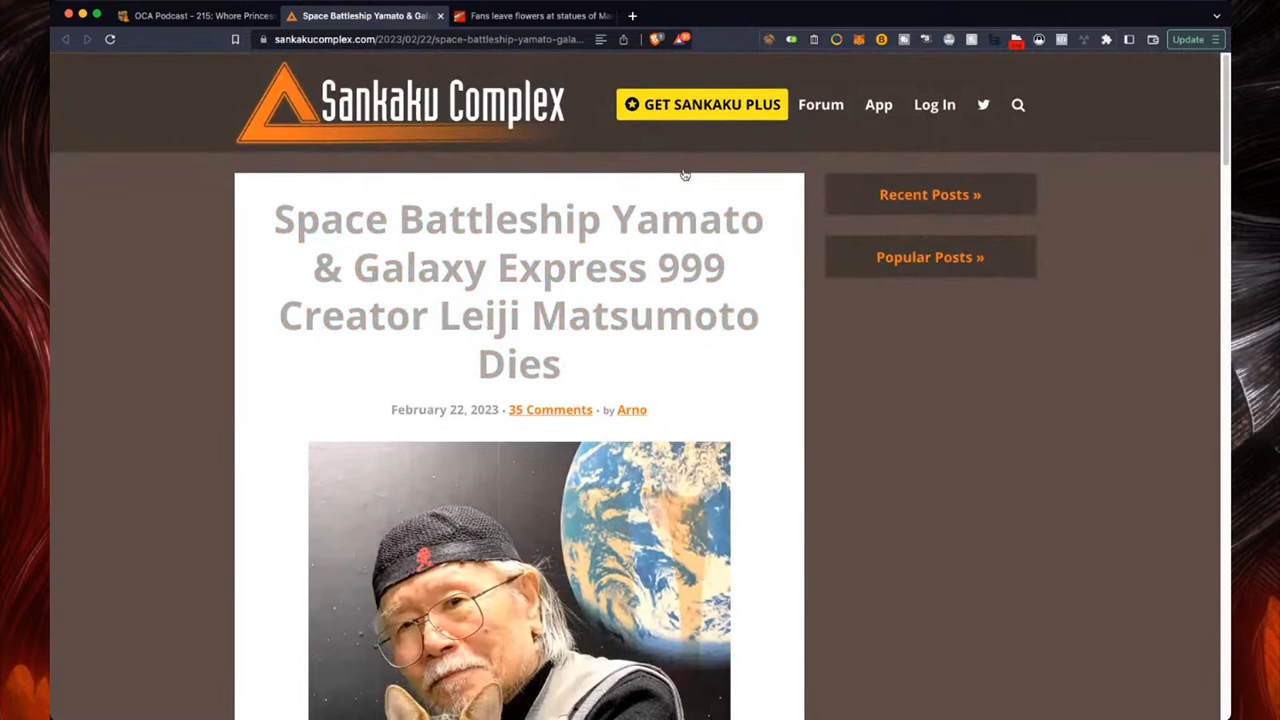 OCA Podcast - 215: Whore Princes
Space Battleship Yamato & Gal
Fans leave flowers at statues of Ma
sankakucomplex.com/2023/02/22/space-battleship-yamato-gala...
Update
Sankaku Complex
GET SANKAKU PLUS
Forum
App
Log In
Space Battleship Yamato
& Galaxy Express 999
Creator Leiji Matsumoto
Dies
February 22, 2023 · 35 Comments · by Arno
Recent Posts »
Popular Posts »